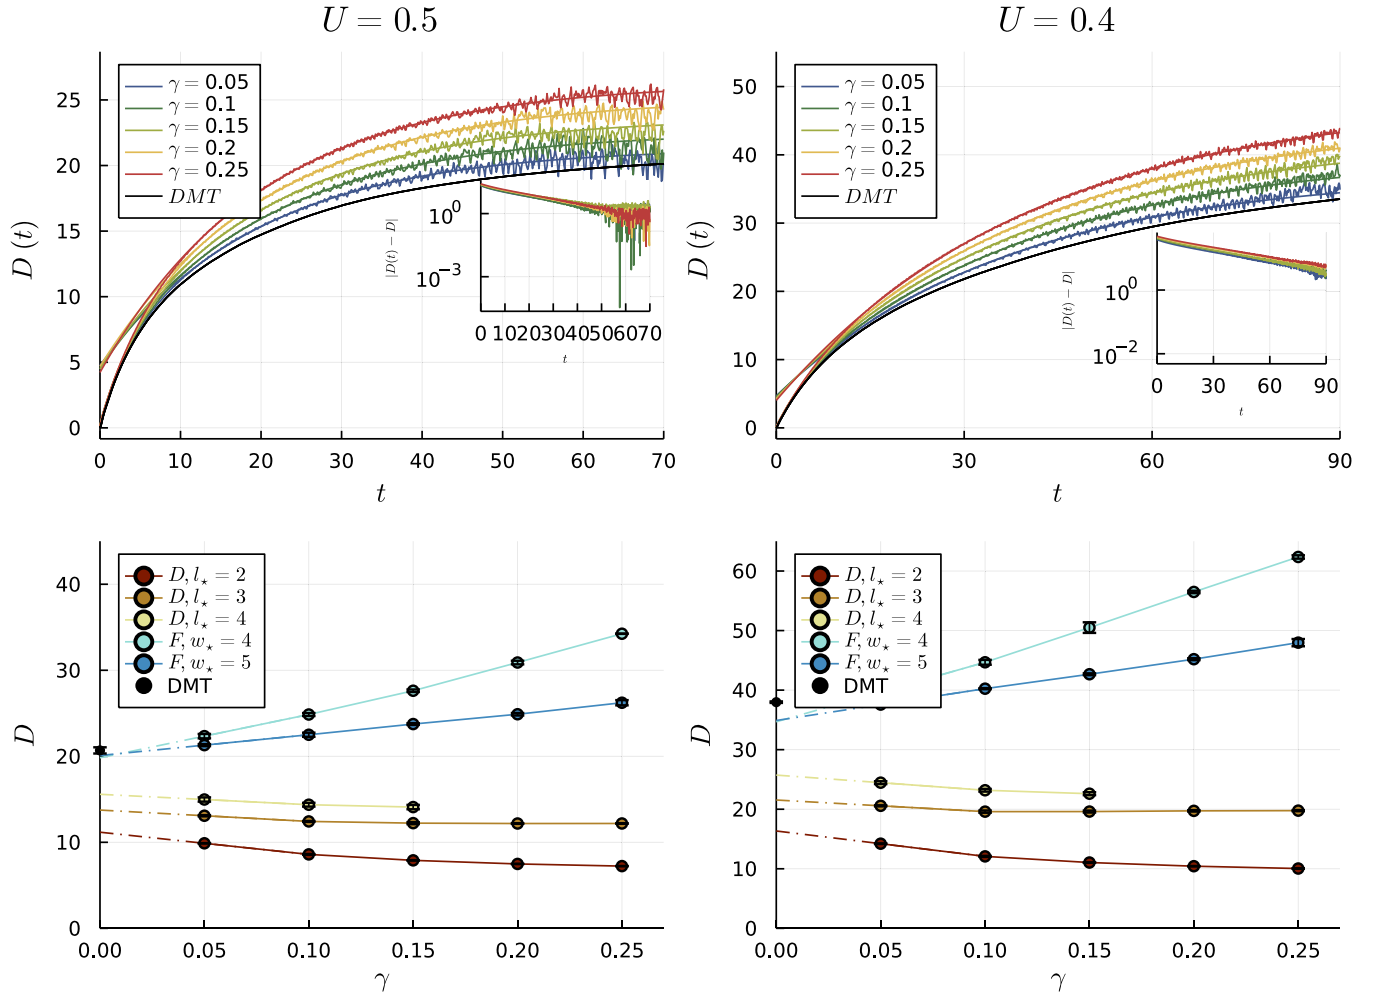 U = 0.5
U = 0.4
γ = 0.05
γ = 0.1
γ = 0.15
γ = 0.2
γ = 0.25
DMT
D (t)
0
5
10
15
20
25
0 10 20 30 40 50 60 70
t
|D(t) − D|
10^0
10^−3
0 10 20 30 40 50 60 70
t
γ = 0.05
γ = 0.1
γ = 0.15
γ = 0.2
γ = 0.25
DMT
D (t)
50
40
30
20
10
0
0 30 60 90
t
|D(t) − D|
10^0
10^−2
0 30 60 90
t
D, l⋆ = 2
D, l⋆ = 3
D, l⋆ = 4
F, w⋆ = 4
F, w⋆ = 5
DMT
D
40
30
20
10
0
0.00 0.05 0.10 0.15 0.20 0.25
γ
D, l⋆ = 2
D, l⋆ = 3
D, l⋆ = 4
F, w⋆ = 4
F, w⋆ = 5
DMT
D
60
50
40
30
20
10
0
0.00 0.05 0.10 0.15 0.20 0.25
γ